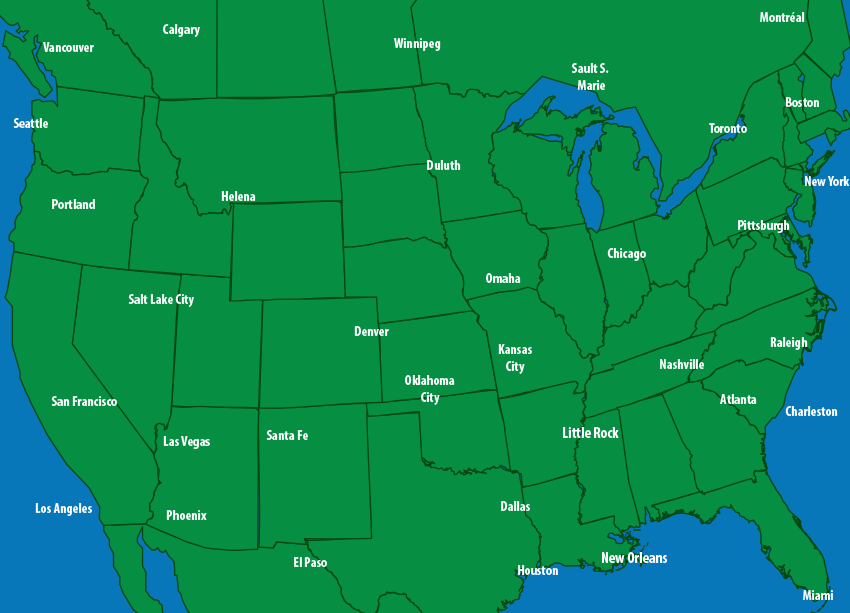 Montréal
Calgary
Winnipeg
Vancouver
Sault S.
Marie
Boston
Seattle
Toronto
Duluth
New York
Helena
Portland
Pittsburgh
Chicago
Omaha
Salt Lake City
Denver
Raleigh
Kansas
City
Nashville
Oklahoma
City
San Francisco
Atlanta
Charleston
Las Vegas
Santa Fe
Little Rock
Los Angeles
Phoenix
Dallas
El Paso
New Orleans
Houston
Miami